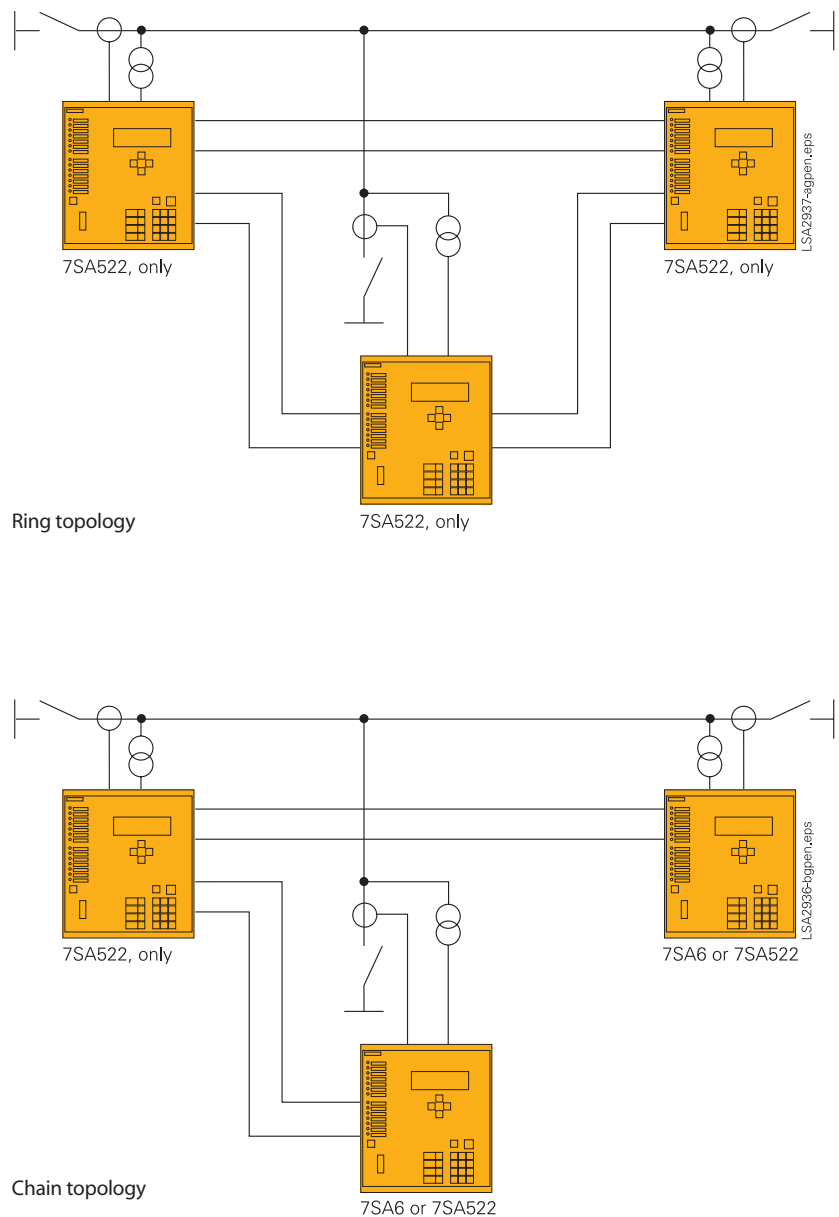 LSA2937-agpen.eps
7SA522, only
7SA522, only
Ring topology
7SA522, only
LSA2936-bgpen.eps
7SA522, only
7SA6 or 7SA522
Chain topology
7SA6 or 7SA522